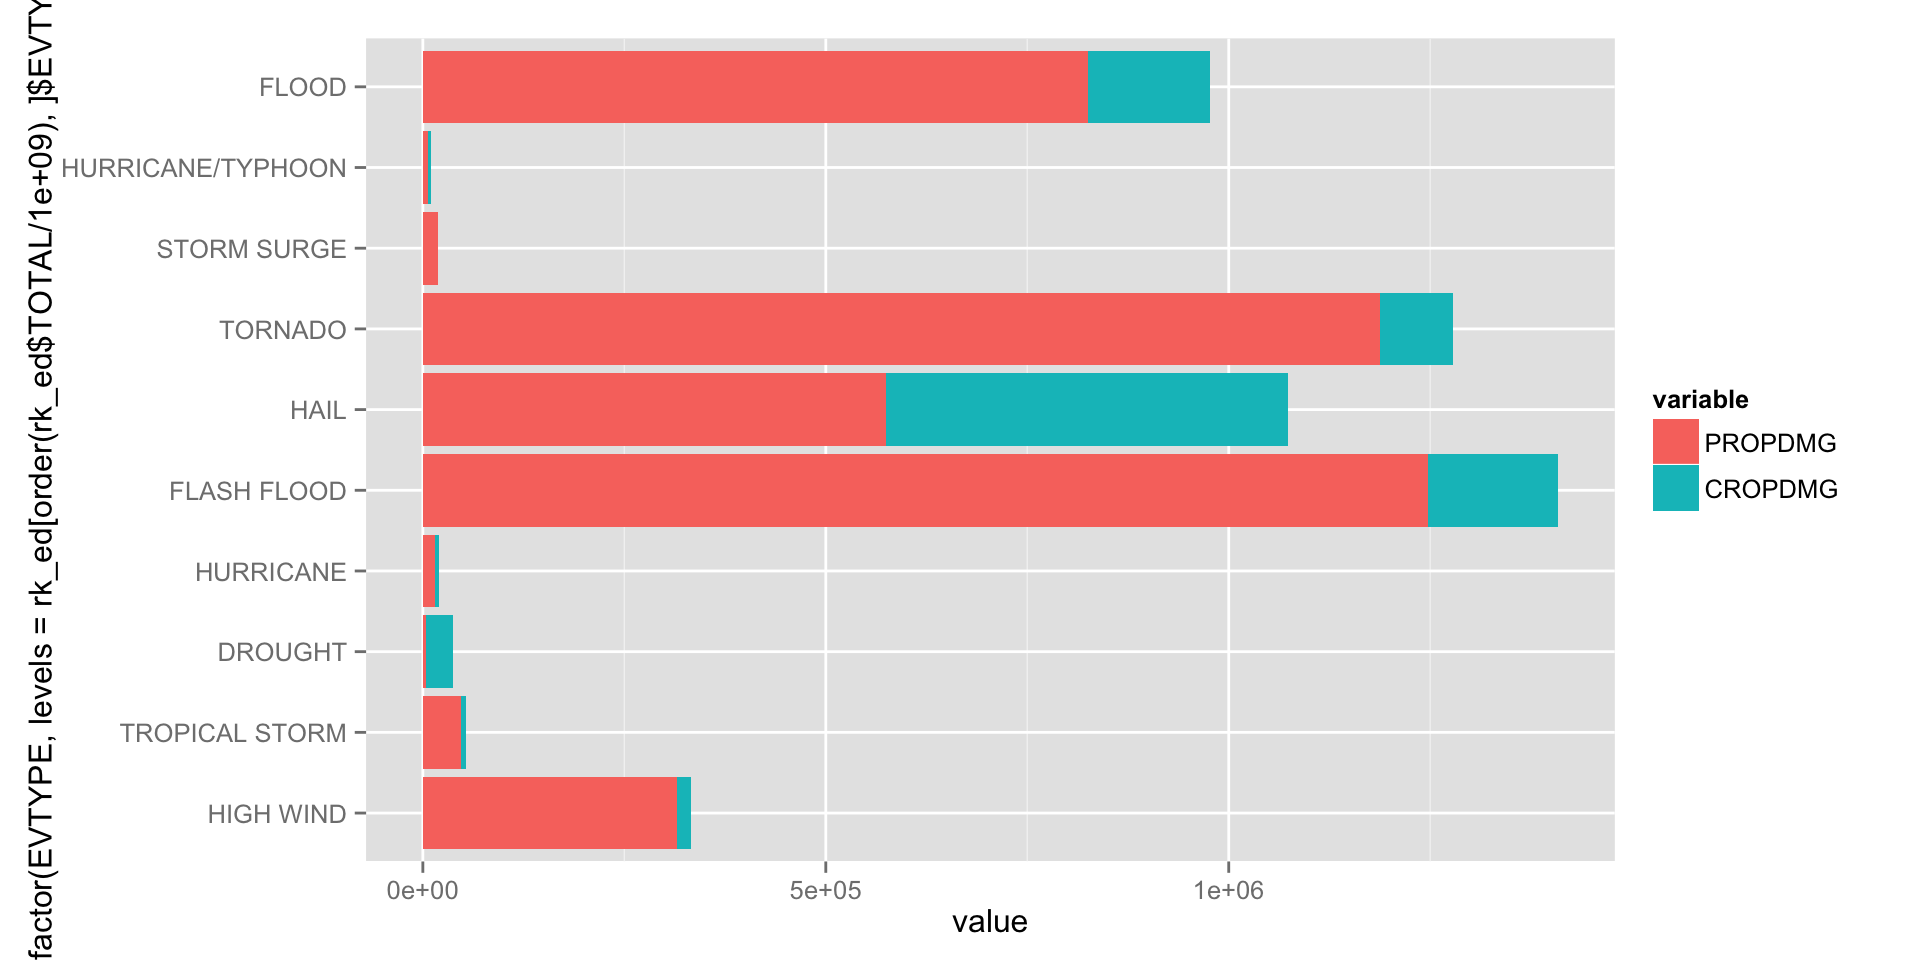 factor(EVTYPE, levels = rk_ed[order(rk_ed$TOTAL/1e+09), ]$EVTY
FLOOD
HURRICANE/TYPHOON
STORM SURGE
TORNADO
HAIL
FLASH FLOOD
HURRICANE
DROUGHT
TROPICAL STORM
HIGH WIND
0e+00 5e+05 1e+06
value
variable
PROPDMG
CROPDMG